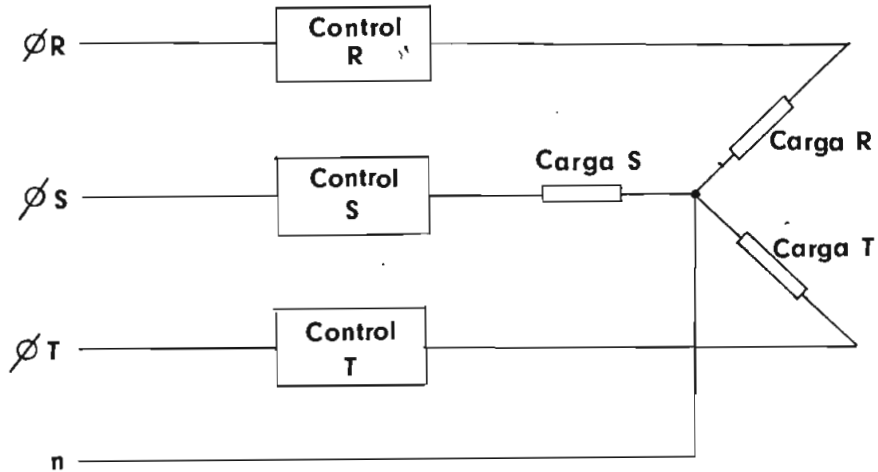 ØR
Control
R
Carga R
ØS
Control
S
Carga S
Carga T
ØT
Control
T
n